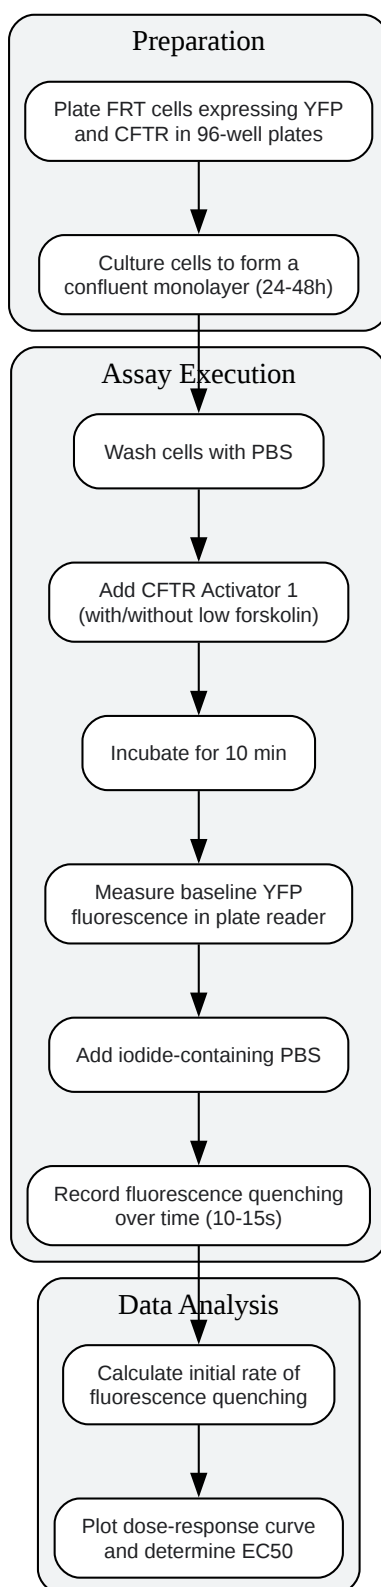 Preparation
Plate FRT cells expressing YFP
and CFTR in 96-well plates
Culture cells to form a
confluent monolayer (24-48h)
Assay Execution
Wash cells with PBS
Add CFTR Activator 1
(with/without low forskolin)
Incubate for 10 min
Measure baseline YFP
fluorescence in plate reader
Add iodide-containing PBS
Record fluorescence quenching
over time (10-15s)
Data Analysis
Calculate initial rate of
fluorescence quenching
Plot dose-response curve
and determine EC50